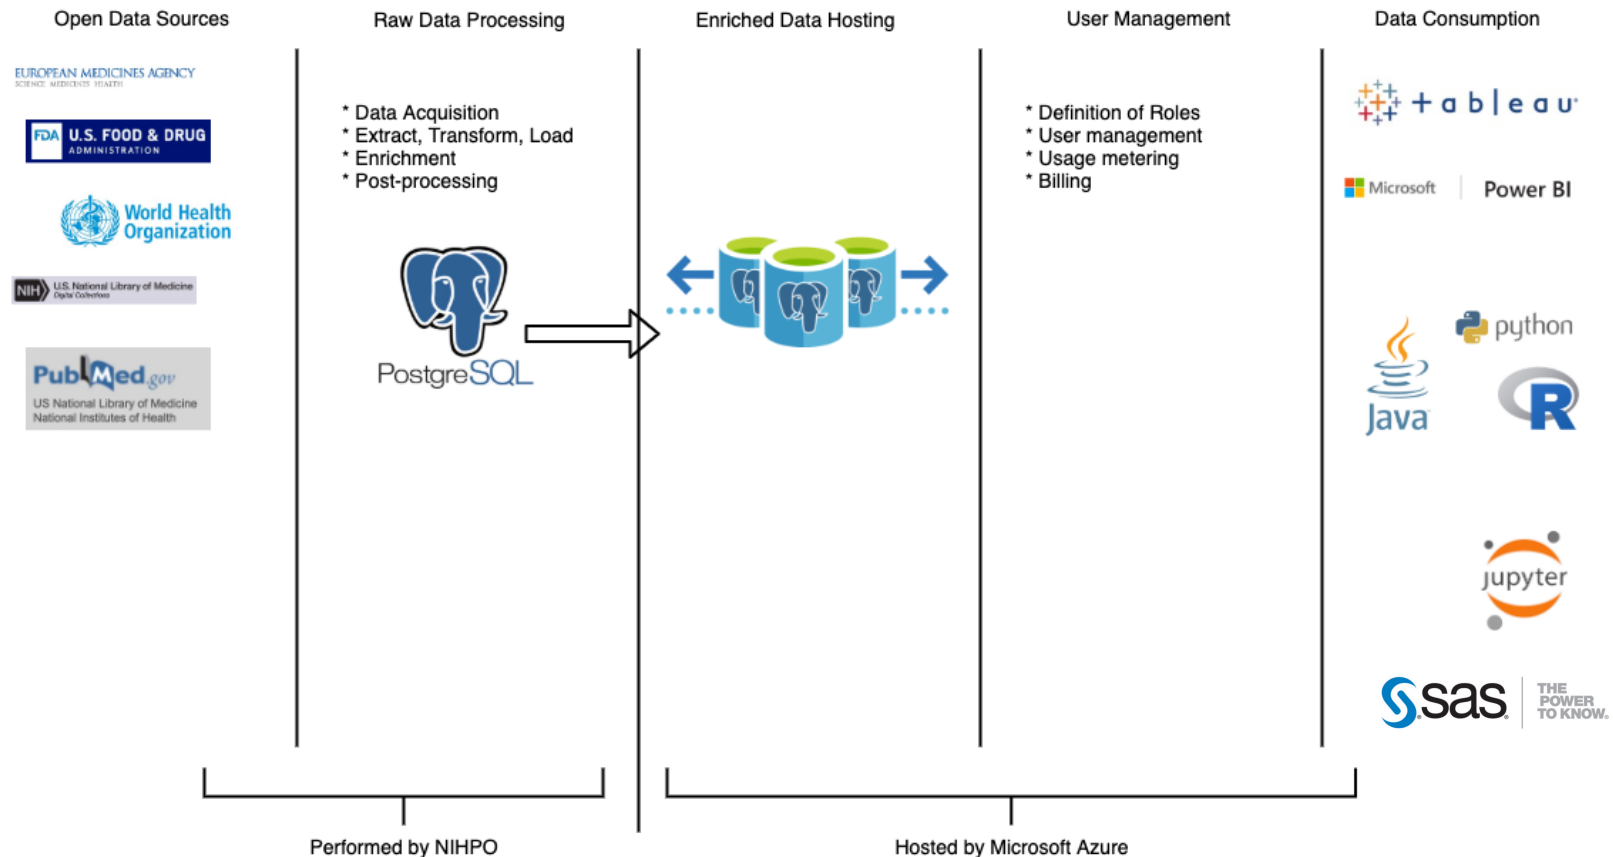 Open Data Sources
Raw Data Processing
Enriched Data Hosting
User Management
Data Consumption
EUROPEAN MEDICINES AGENCY
SCIENCE MEDICINES HEALTH
FDA
U.S. FOOD & DRUG
ADMINISTRATION
World Health
Organization
NIH
U.S. National Library of Medicine
Digital Collections
PubMed.gov
US National Library of Medicine
National Institutes of Health
* Data Acquisition
* Extract, Transform, Load
* Enrichment
* Post-processing
PostgreSQL
* Definition of Roles
* User management
* Usage metering
* Billing
+ableau
Microsoft
Power BI
python
Java
R
jupyter
sas
THE
POWER
TO KNOW.
Performed by NIHPO
Hosted by Microsoft Azure